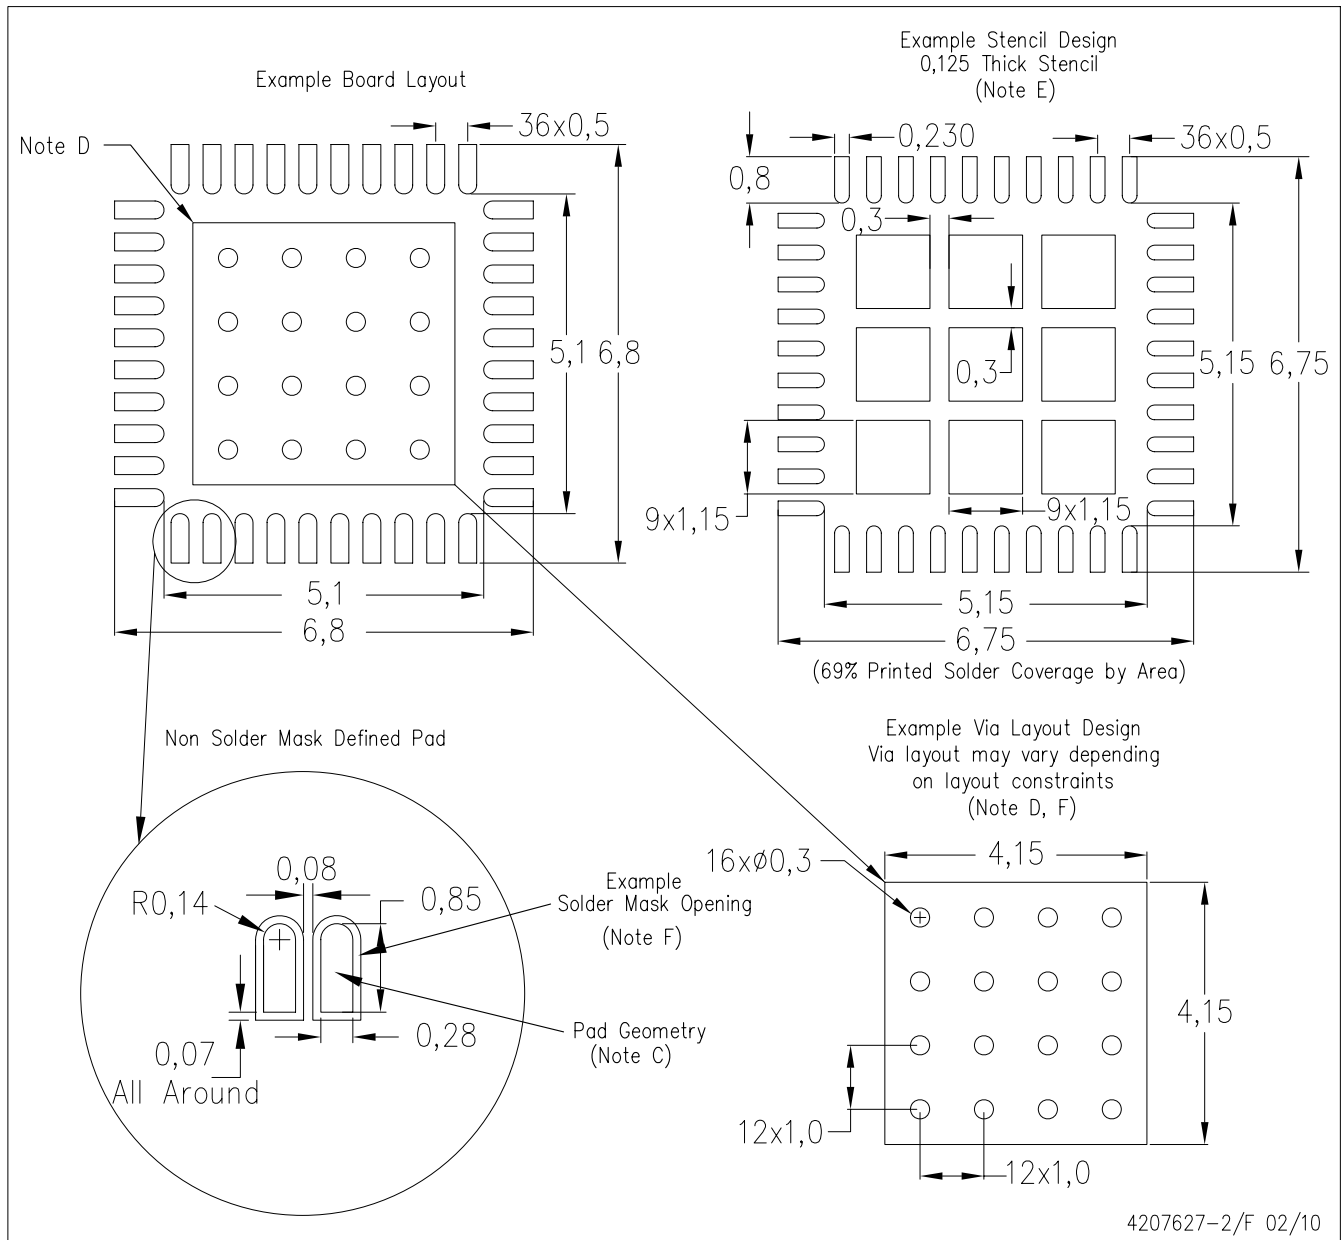 Example Board Layout
Note D
36x0,5
5,1
6,8
5,1
6,8
Example Stencil Design
0,125 Thick Stencil
(Note E)
0,230
36x0,5
0,8
0,3
0,3
5,15
6,75
9x1,15
9x1,15
5,15
6,75
(69% Printed Solder Coverage by Area)
Non Solder Mask Defined Pad
0,08
R0,14
0,85
Example
Solder Mask Opening
(Note F)
0,28
Pad Geometry
(Note C)
0,07
All Around
Example Via Layout Design
Via layout may vary depending
on layout constraints
(Note D, F)
16xø0,3
4,15
4,15
12x1,0
12x1,0
4207627-2/F 02/10